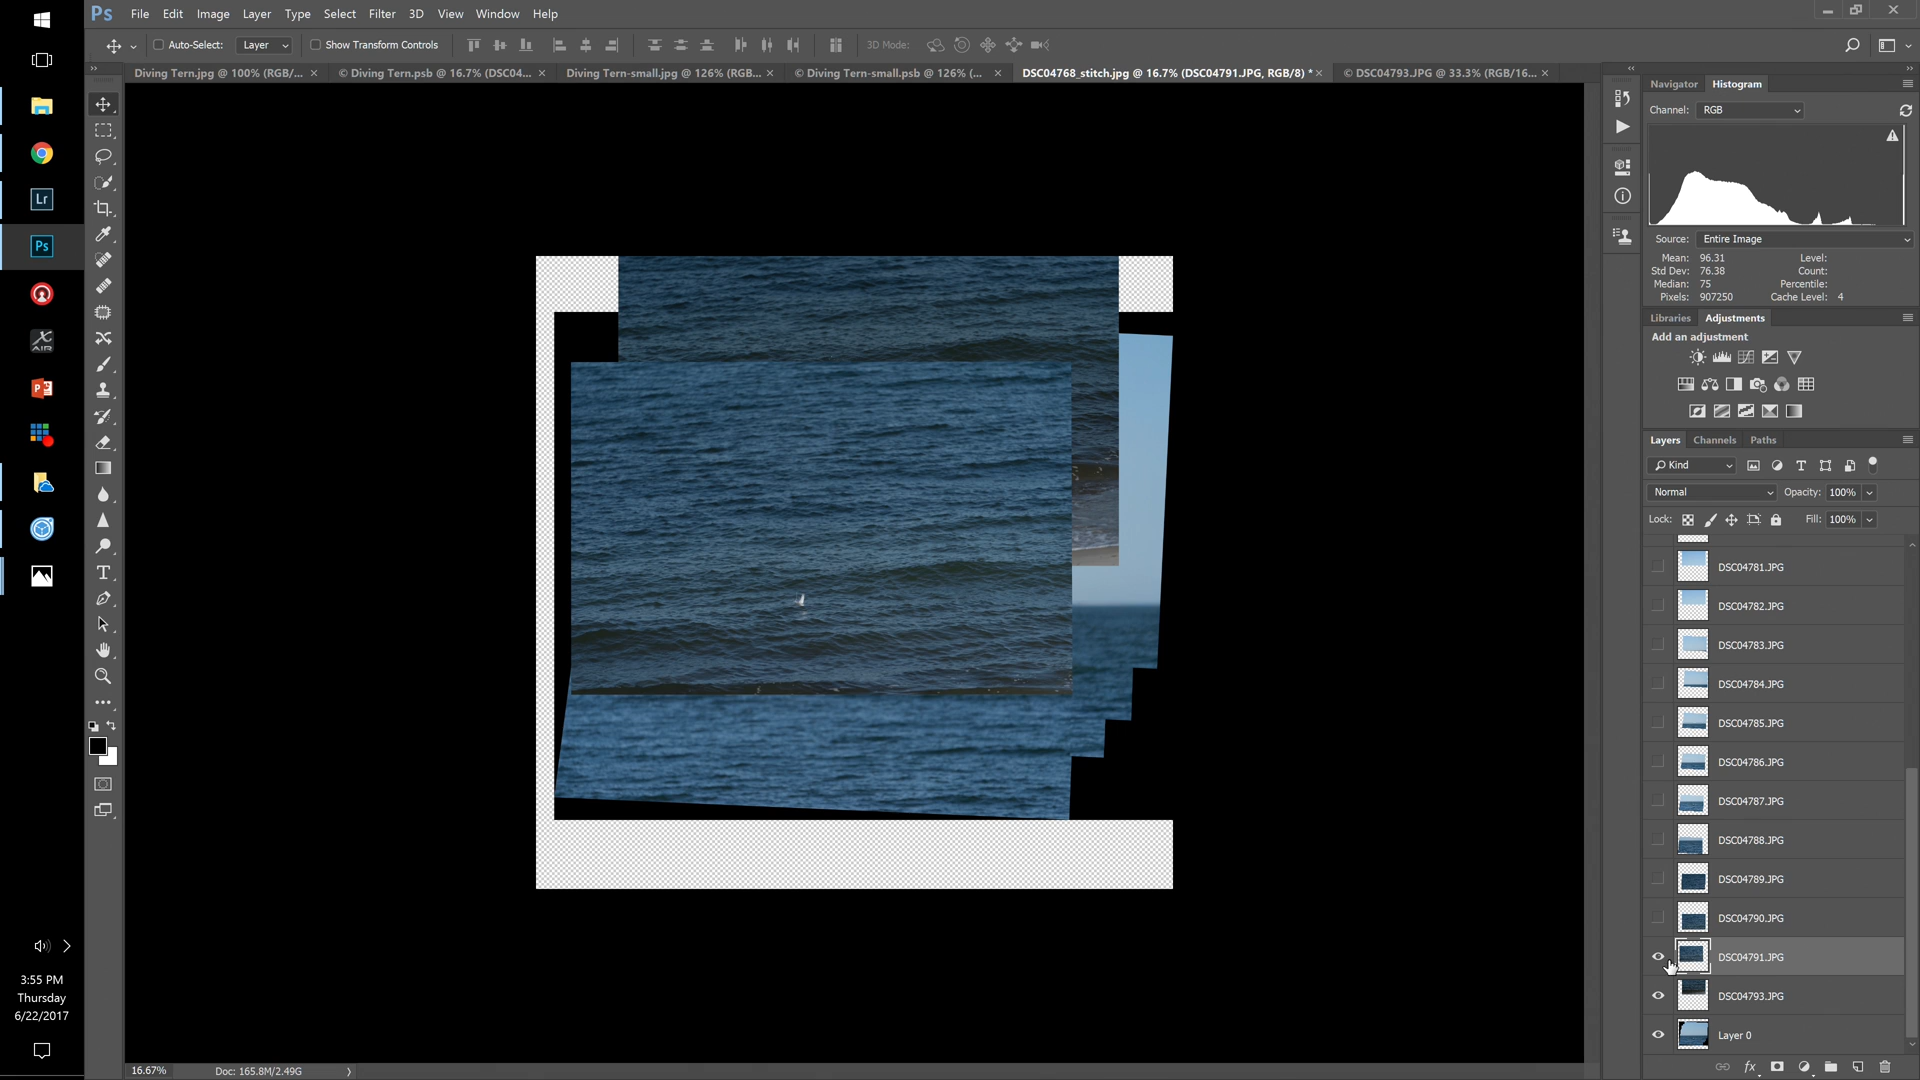 Ps File Edit Image Layer Type Select Filter 3D View Window Help
Auto-Select: Layer Show Transform Controls 3D Mode:
Diving Tern.jpg @ 100% (RGB/... × © Diving Tern.psb @ 16.7% (DSC04... × Diving Tern-small.jpg @ 126% (RGB... × © Diving Tern-small.psb @ 126% (... × DSC04768_stitch.jpg @ 16.7% (DSC04791.JPG, RGB/8) * × © DSC04793.JPG @ 33.3% (RGB/16... ×
Navigator Histogram
Channel: RGB
Source: Entire Image
Mean: 96.31 Level:
Std Dev: 76.38 Count:
Median: 75 Percentile:
Pixels: 907250 Cache Level: 4
Libraries Adjustments
Add an adjustment
Layers Channels Paths
Kind
Normal Opacity: 100%
Lock: Fill: 100%
DSC04781.JPG
DSC04782.JPG
DSC04783.JPG
DSC04784.JPG
DSC04785.JPG
DSC04786.JPG
DSC04787.JPG
DSC04788.JPG
DSC04789.JPG
DSC04790.JPG
DSC04791.JPG
DSC04793.JPG
Layer 0
fx
Lr
Ps
AIR
3:55 PM
Thursday
6/22/2017
16.67% Doc: 165.8M/2.49G